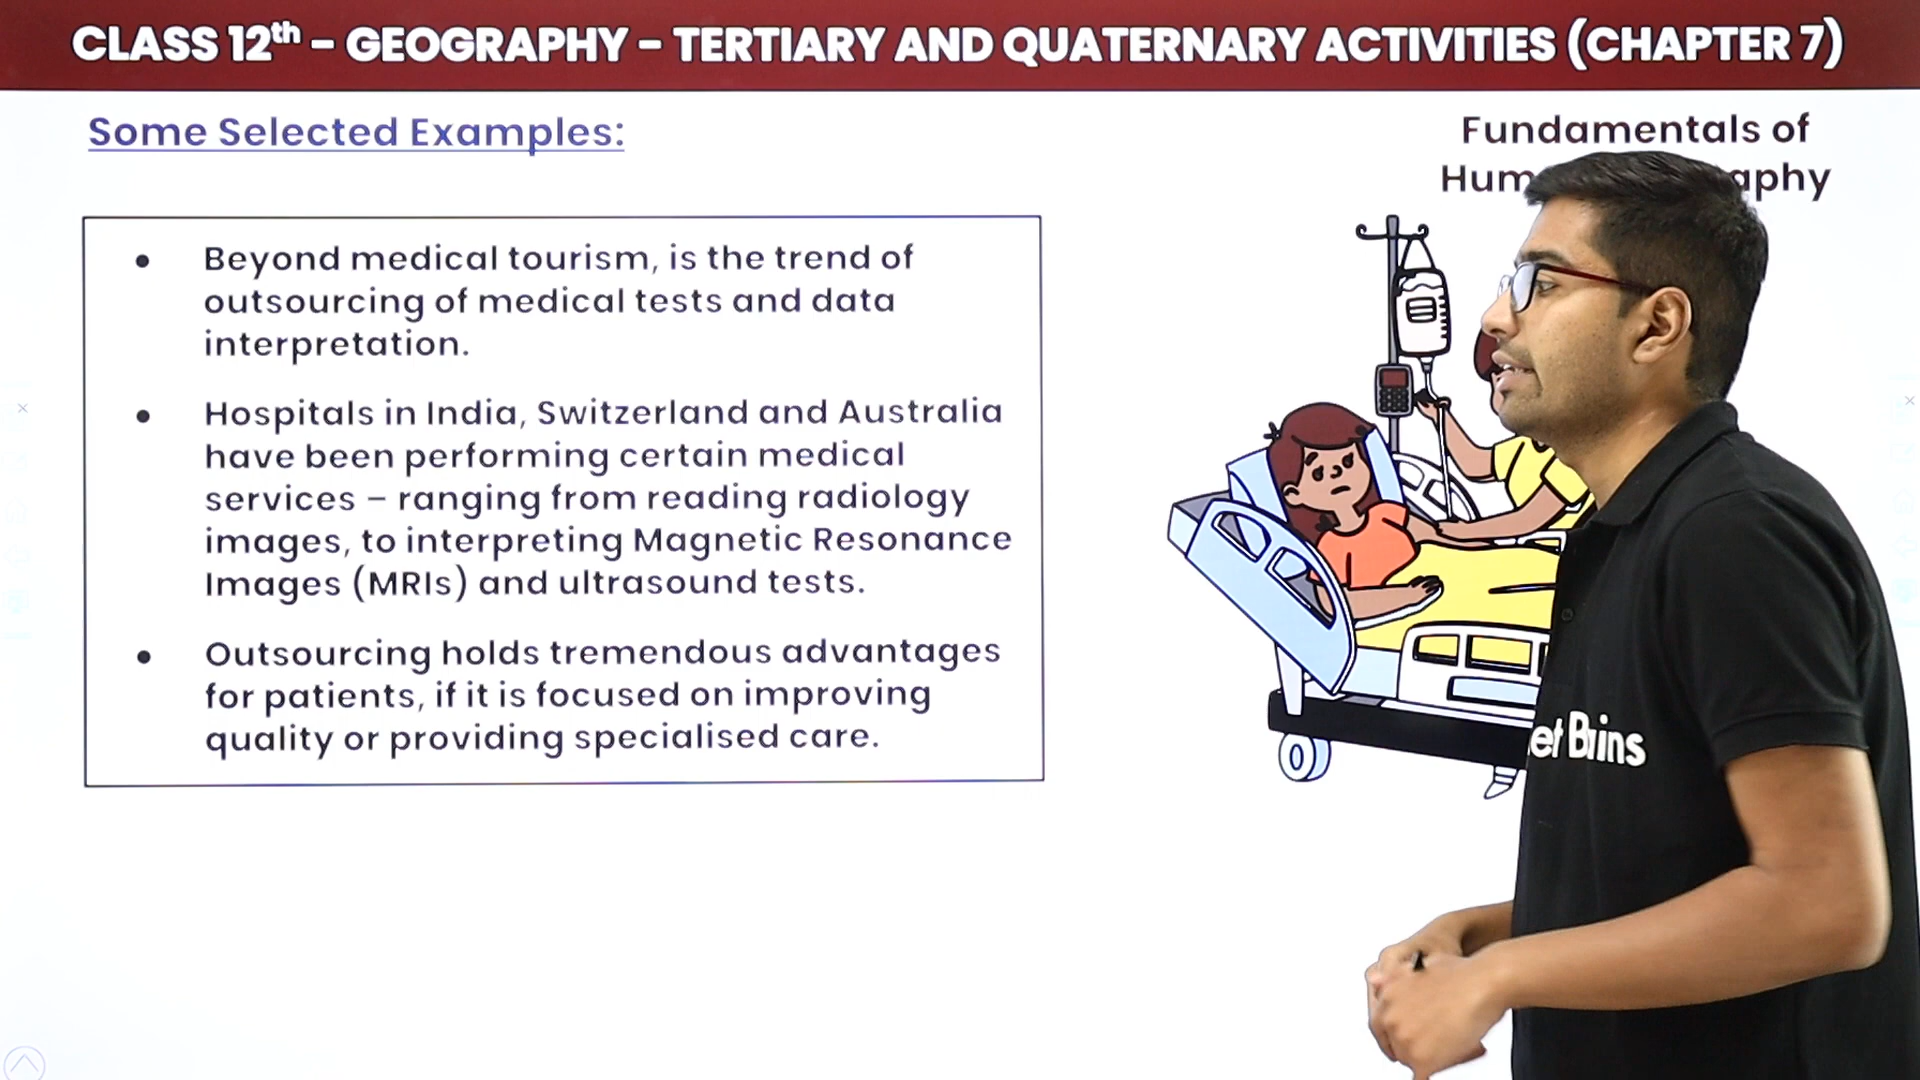 CLASS 12th – GEOGRAPHY – TERTIARY AND QUATERNARY ACTIVITIES (CHAPTER 7)
Some Selected Examples:
Fundamentals of
• Beyond medical tourism, is the trend of
outsourcing of medical tests and data
interpretation.
• Hospitals in India, Switzerland and Australia
have been performing certain medical
services – ranging from reading radiology
images, to interpreting Magnetic Resonance
Images (MRIs) and ultrasound tests.
• Outsourcing holds tremendous advantages
for patients, if it is focused on improving
quality or providing specialised care.